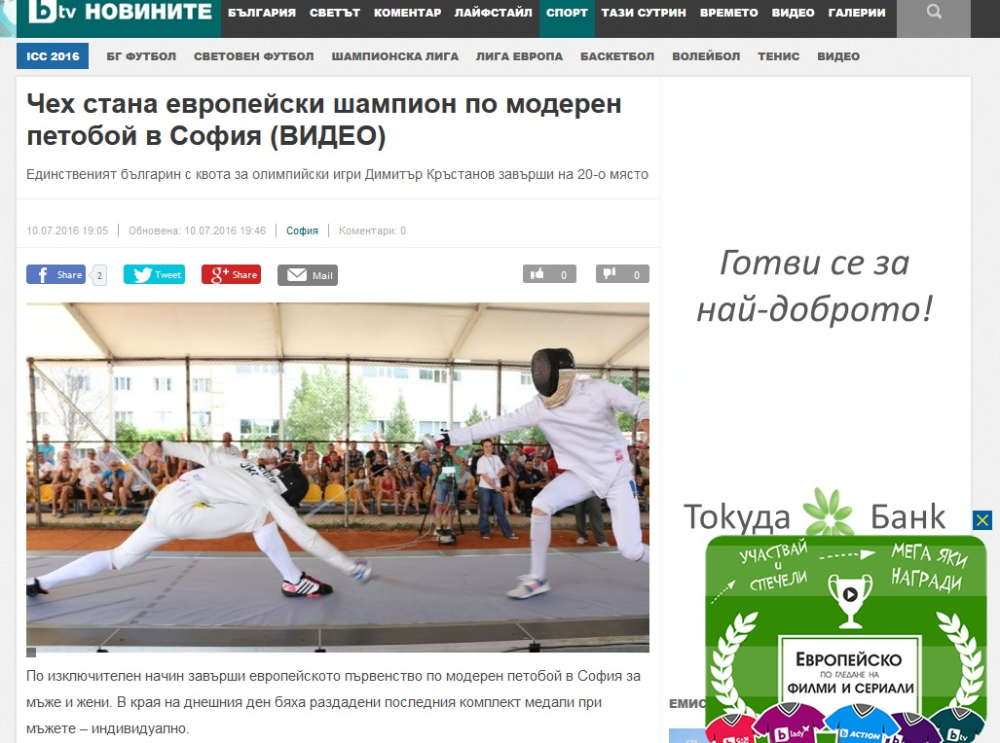 btv НОВИНИТЕ
БЪЛГАРИЯ СВЕТЪТ КОМЕНТАР ЛАЙФСТАЙЛ СПОРТ ТАЗИ СУТРИН ВРЕМЕТО ВИДЕО ГАЛЕРИИ
ICC 2016 БГ ФУТБОЛ СВЕТОВЕН ФУТБОЛ ШАМПИОНСКА ЛИГА ЛИГА ЕВРОПА БАСКЕТБОЛ ВОЛЕЙБОЛ ТЕНИС ВИДЕО
Чех стана европейски шампион по модерен
петобой в София (ВИДЕО)
Единственият българин с квота за олимпийски игри Димитър Кръстанов завърши на 20-о място
10.07.2016 19:05 Обновена: 10.07.2016 19:46 София Коментари: 0
f Share 2 Tweet g+ Share Mail 0 0
По изключителен начин завърши европейското първенство по модерен петобой в София за
мъже и жени. В края на днешния ден бяха раздадени последния комплект медали при
мъжете – индивидуално.
Готви се за
най-доброто!
Токуда Банк
УЧАСТВАЙ
и
СПЕЧЕЛИ
МЕГА ЯКИ
НАГРАДИ
ЕВРОПЕЙСКО
ПО ГЛЕДАНЕ НА
ФИЛМИ И СЕРИАЛИ
b lady
b ACTION
btv
ЕМИС